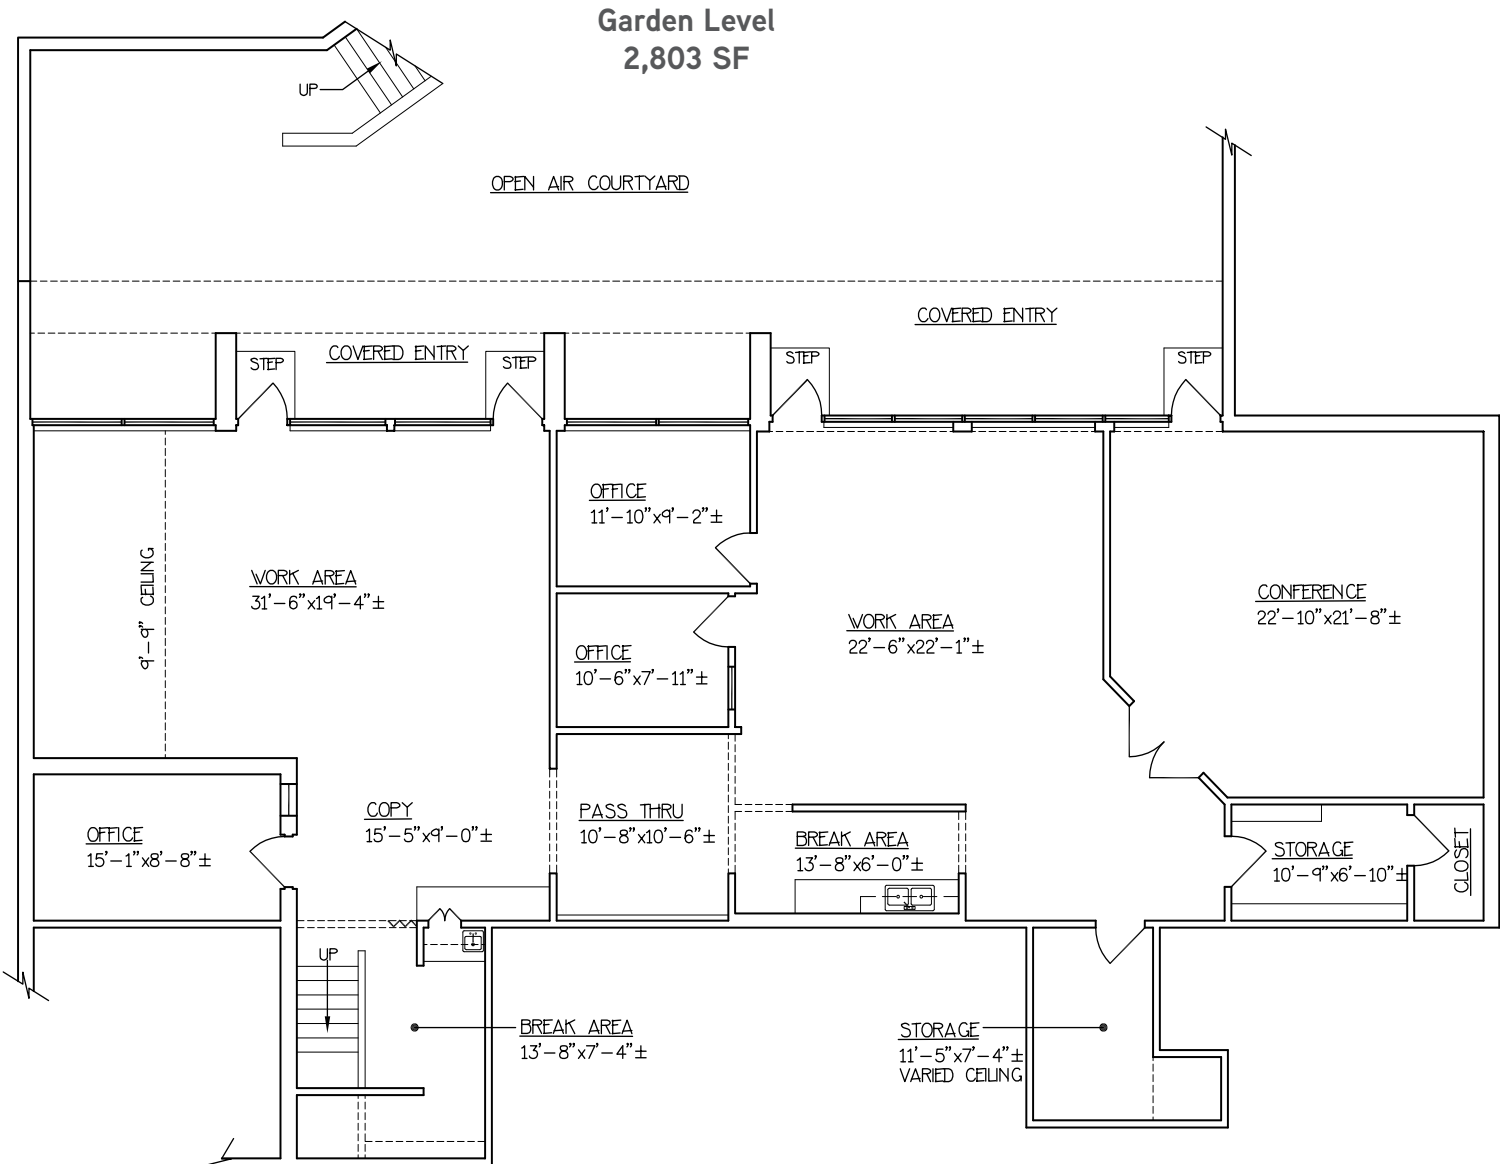 Garden Level
2,803 SF
UP
OPEN AIR COURTYARD
COVERED ENTRY
COVERED ENTRY
STEP
STEP
STEP
STEP
OFFICE
11'-10"x9'-2"±
9'-9" CEILING
WORK AREA
31'-6"x19'-4"±
CONFERENCE
22'-10"x21'-8"±
WORK AREA
22'-6"x22'-1"±
OFFICE
10'-6"x7'-11"±
COPY
15'-5"x9'-0"±
PASS THRU
10'-8"x10'-6"±
OFFICE
15'-1"x8'-8"±
BREAK AREA
13'-8"x6'-0"±
STORAGE
10'-9"x6'-10"±
CLOSET
UP
BREAK AREA
13'-8"x7'-4"±
STORAGE
11'-5"x7'-4"±
VARIED CEILING